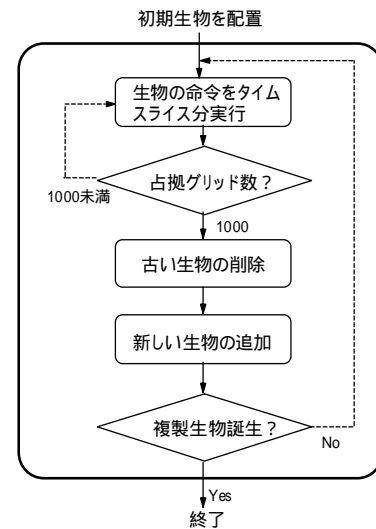 初期生物を配置
生物の命令をタイム
スライス分実行
占拠グリッド数？
1000未満
1000
古い生物の削除
新しい生物の追加
複製生物誕生？
No
Yes
終了